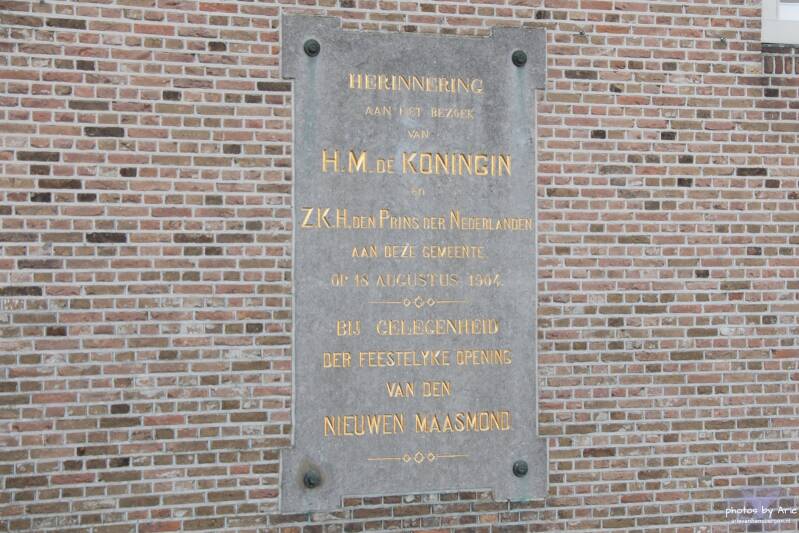 HERINNERING
AAN HET BEZOEK
VAN
H.M. DE KONINGIN
EN
Z.K.H. DEN PRINS DER NEDERLANDEN
AAN DEZE GEMEENTE.
OP 18 AUGUSTUS 1904.
BIJ GELEGENHEID
DER FEESTELYKE OPENING
VAN DEN
NIEUWEN MAASMOND.
photos by Arie